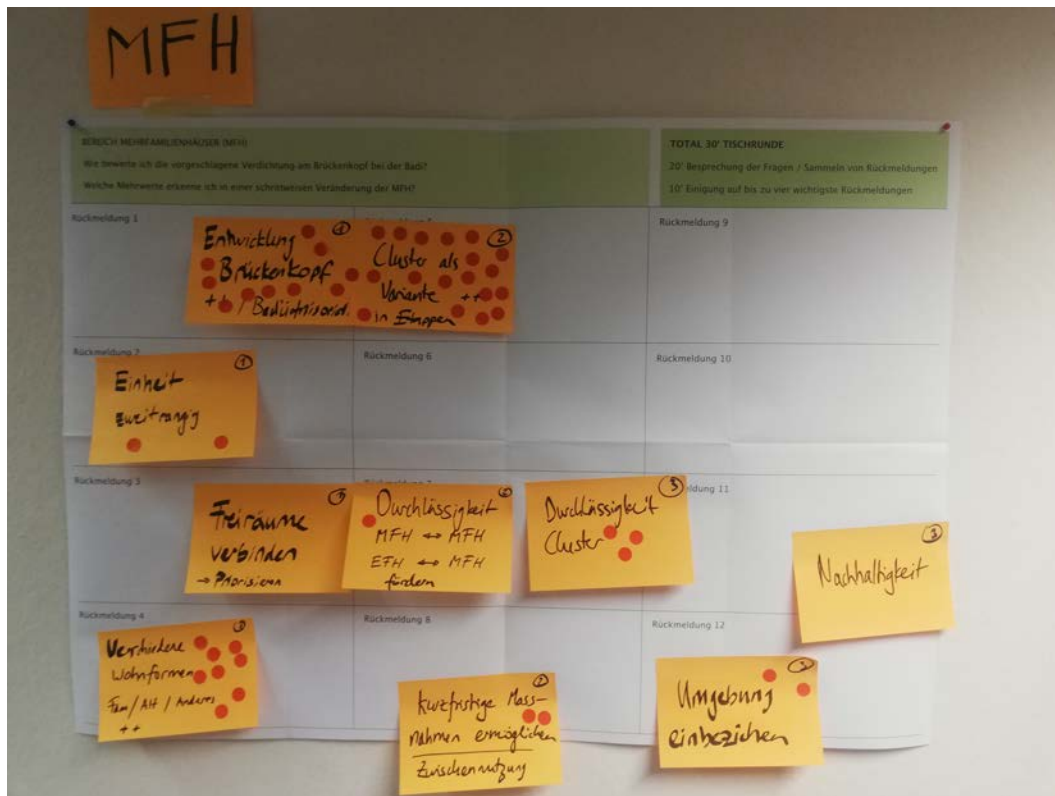 MFH
BEREICH MEHRFAMILIENHÄUSER (MFH)
Wie bewerte ich die vorgeschlagene Verdichtung am Brückenkopf bei der Badi?
Welche Mehrwerte erkenne ich in einer schrittweisen Veränderung der MFH?
TOTAL 30' TISCHRUNDE
20' Besprechung der Fragen / Sammeln von Rückmeldungen
10' Einigung auf bis zu vier wichtigste Rückmeldungen
Rückmeldung 1
Rückmeldung 9
Entwicklung
Brückenkopf
2
Cluster als
Variante ++
in Etappen
Rückmeldung 2
Rückmeldung 6
Rückmeldung 10
Einheit
zweitrangig
Rückmeldung 3
ldung 11
Freiräume
verbinden
→ Priorisieren
Durchlässigkeit
MFH ↔ MFH
EFH ↔ MFH
fördern
Durchlässigkeit
Cluster
Nachhaltigkeit
Rückmeldung 4
Rückmeldung 8
Rückmeldung 12
Verschiedene
Wohnformen
Fam / Alt / Anderes
++
kurzfristige Mass-
nahmen ermöglichen
Zwischennutzung
Umgebung
einbeziehen